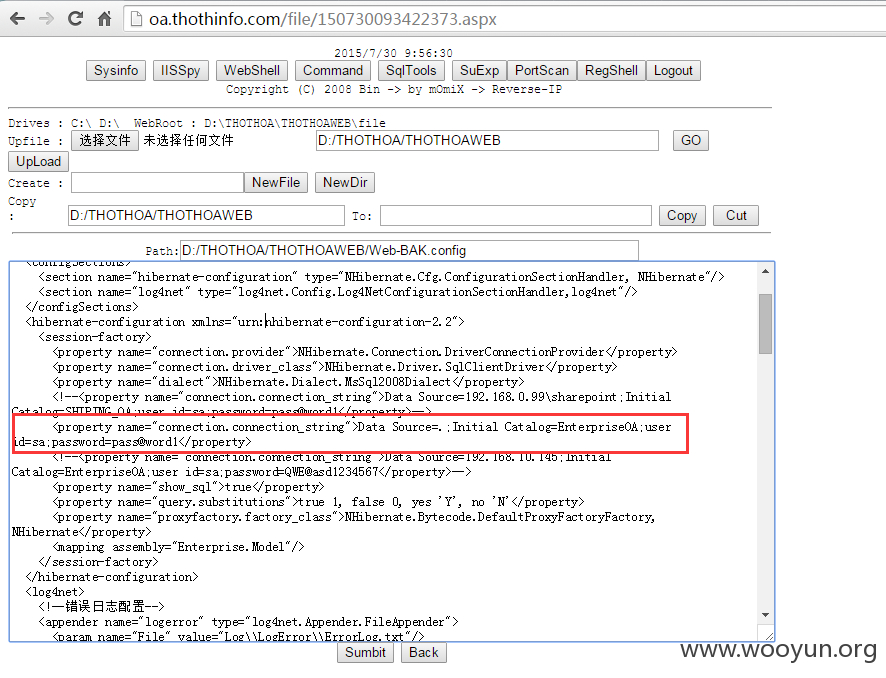 oa.thothinfo.com/file/150730093422373.aspx
2015/7/30 9:56:30
Sysinfo IISSpy WebShell Command SqlTools SuExp PortScan RegShell Logout
Copyright (C) 2008 Bin -> by mOmiX -> Reverse-IP
Drives : C:\ D:\ WebRoot : D:\THOTHOA\THOTHOAWEB\file
Upfile : 选择文件 未选择任何文件 D:/THOTHOA/THOTHOAWEB GO
UpLoad
Create : NewFile NewDir
Copy
: D:/THOTHOA/THOTHOAWEB To: Copy Cut
Path: D:/THOTHOA/THOTHOAWEB/Web-BAK.config
<configSections>
<section name="hibernate-configuration" type="NHibernate.Cfg.ConfigurationSectionHandler, NHibernate"/>
<section name="log4net" type="log4net.Config.Log4NetConfigurationSectionHandler,log4net"/>
</configSections>
<hibernate-configuration xmlns="urn:nhibernate-configuration-2.2">
<session-factory>
<property name="connection.provider">NHibernate.Connection.DriverConnectionProvider</property>
<property name="connection.driver_class">NHibernate.Driver.SqlClientDriver</property>
<property name="dialect">NHibernate.Dialect.MsSql2008Dialect</property>
<!--<property name="connection.connection_string">Data Source=192.168.0.99\sharepoint;Initial
Catalog=SHIPING_OA;user id=sa;password=pass@word1</property>-->
<property name="connection.connection_string">Data Source=.;Initial Catalog=EnterpriseOA;user
id=sa;password=pass@word1</property>
<!--<property name="connection.connection_string">Data Source=192.168.10.145;Initial
Catalog=EnterpriseOA;user id=sa;password=QWE@asd1234567</property>-->
<property name="show_sql">true</property>
<property name="query.substitutions">true 1, false 0, yes 'Y', no 'N'</property>
<property name="proxyfactory.factory_class">NHibernate.Bytecode.DefaultProxyFactoryFactory,
NHibernate</property>
<mapping assembly="Enterprise.Model"/>
</session-factory>
</hibernate-configuration>
<log4net>
<!--错误日志配置-->
<appender name="logerror" type="log4net.Appender.FileAppender">
<param name="File" value="Log\\LogError\\ErrorLog.txt"/>
Sumbit Back
www.wooyun.org